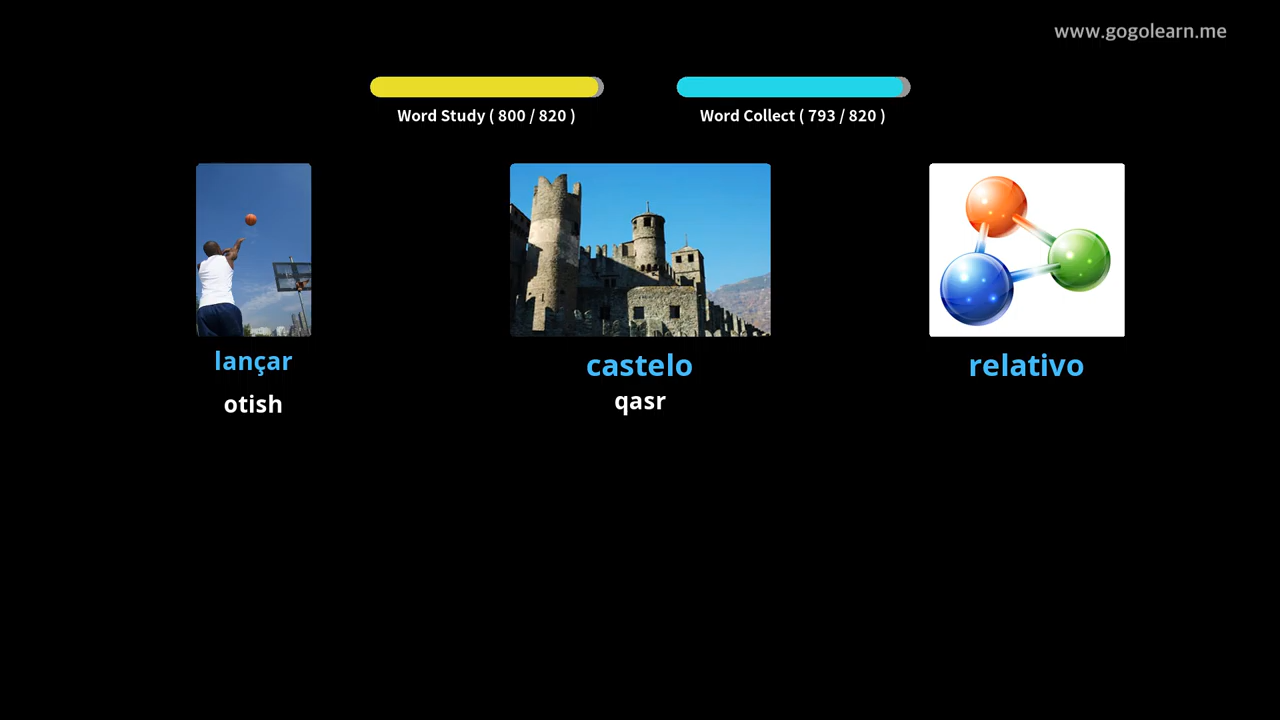 www.gogolearn.me
Word Study ( 800 / 820 )
Word Collect ( 793 / 820 )
lançar
castelo
relativo
otish
qasr